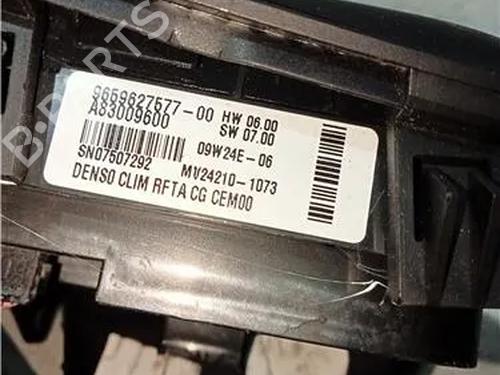 B-PARTS
9659627577-00 HW 06.00
A83009600 SW 07.00
09W24E-06
SN07507292 MV24210-1073
DENSO CLIM RFTA CG CEM00